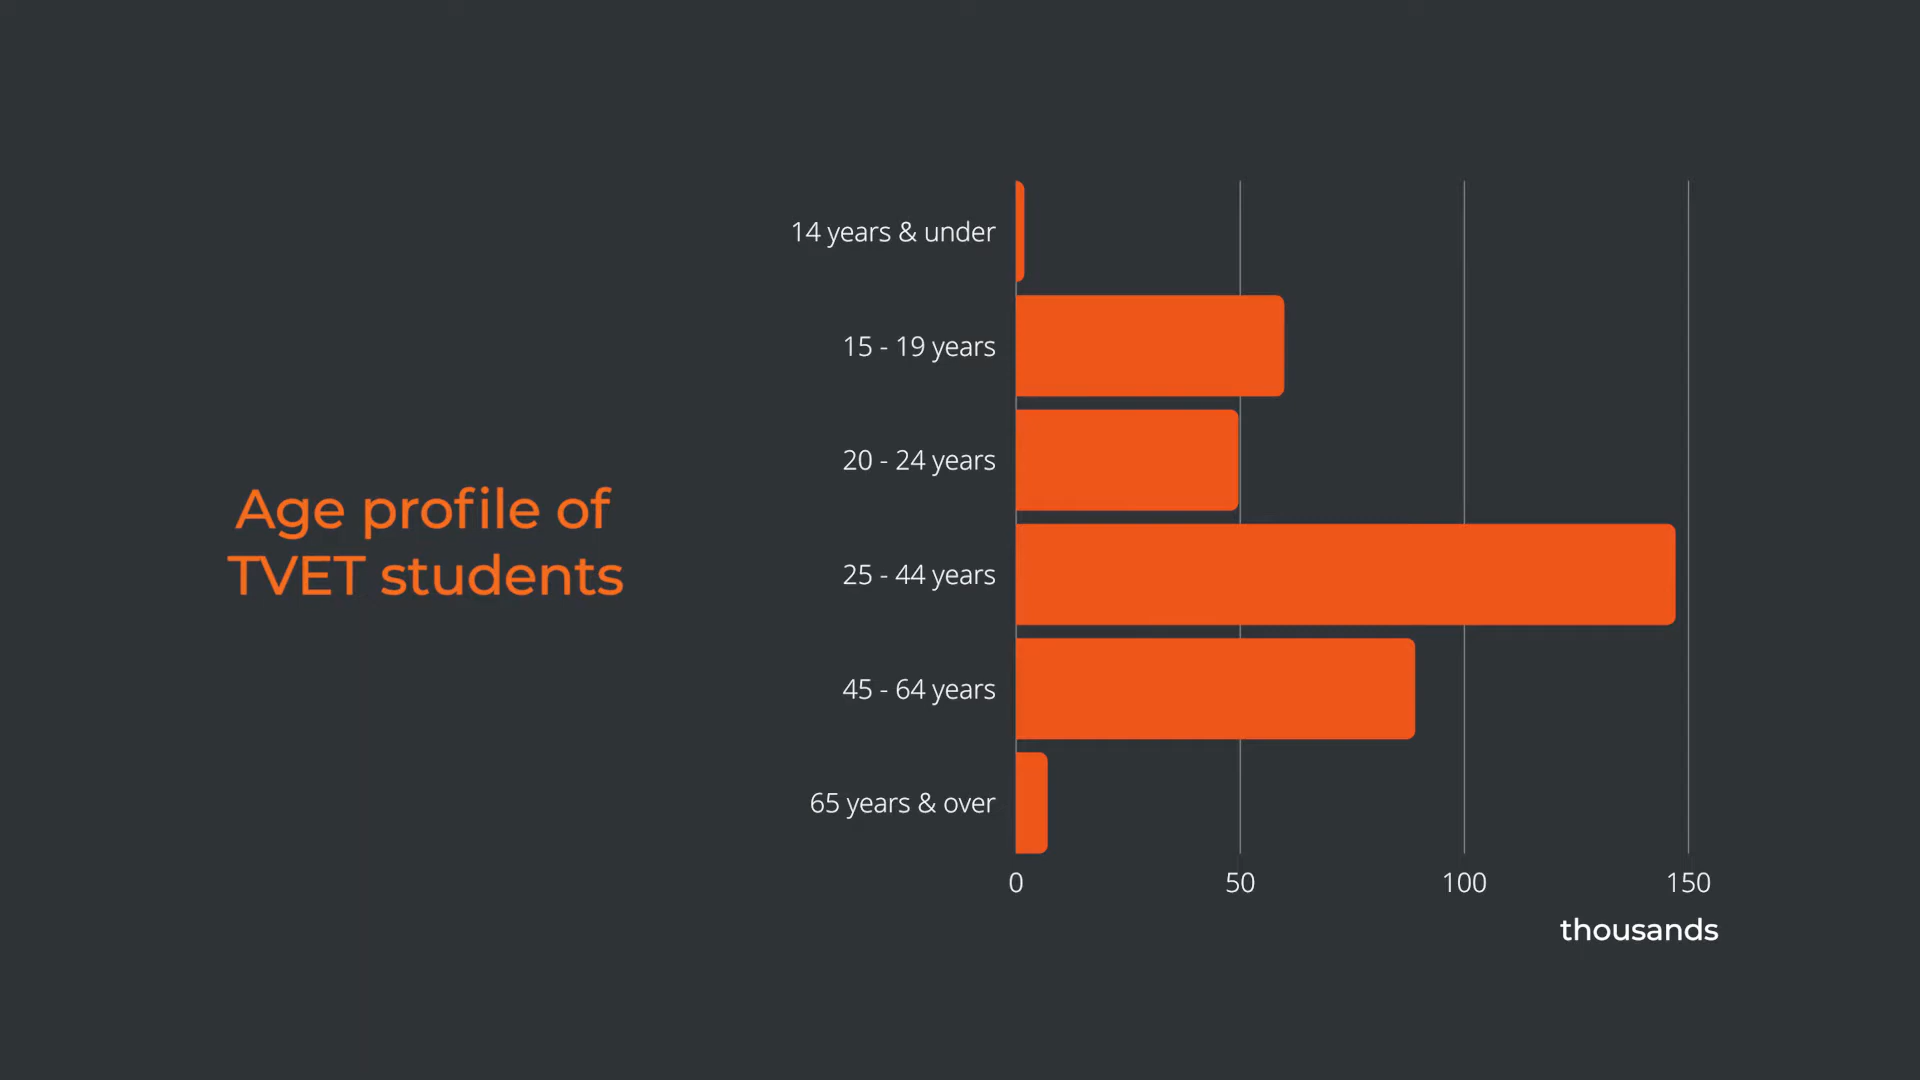 Age profile of
TVET students
14 years & under
15 - 19 years
20 - 24 years
25 - 44 years
45 - 64 years
65 years & over
0 50 100 150
thousands